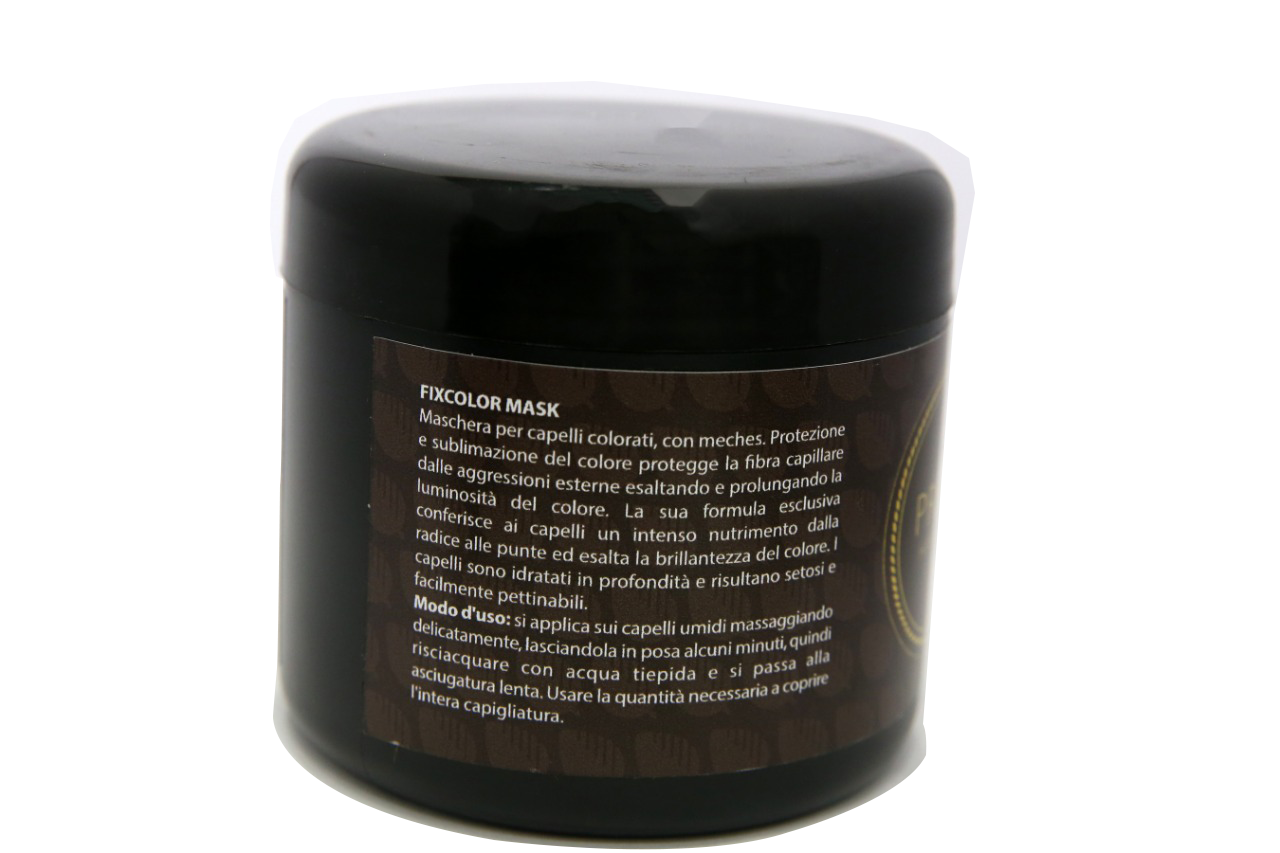 FIXCOLOR MASK
Maschera per capelli colorati, con meches. Protezione
e sublimazione del colore protegge la fibra capillare
dalle aggressioni esterne esaltando e prolungando la
luminosità del colore. La sua formula esclusiva
conferisce ai capelli un intenso nutrimento dalla
radice alle punte ed esalta la brillantezza del colore. I
capelli sono idratati in profondità e risultano setosi e
facilmente pettinabili.
Modo d'uso: si applica sui capelli umidi massaggiando
delicatamente, lasciandola in posa alcuni minuti, quindi
risciacquare con acqua tiepida e si passa alla
asciugatura lenta. Usare la quantità necessaria a coprire
l'intera capigliatura.